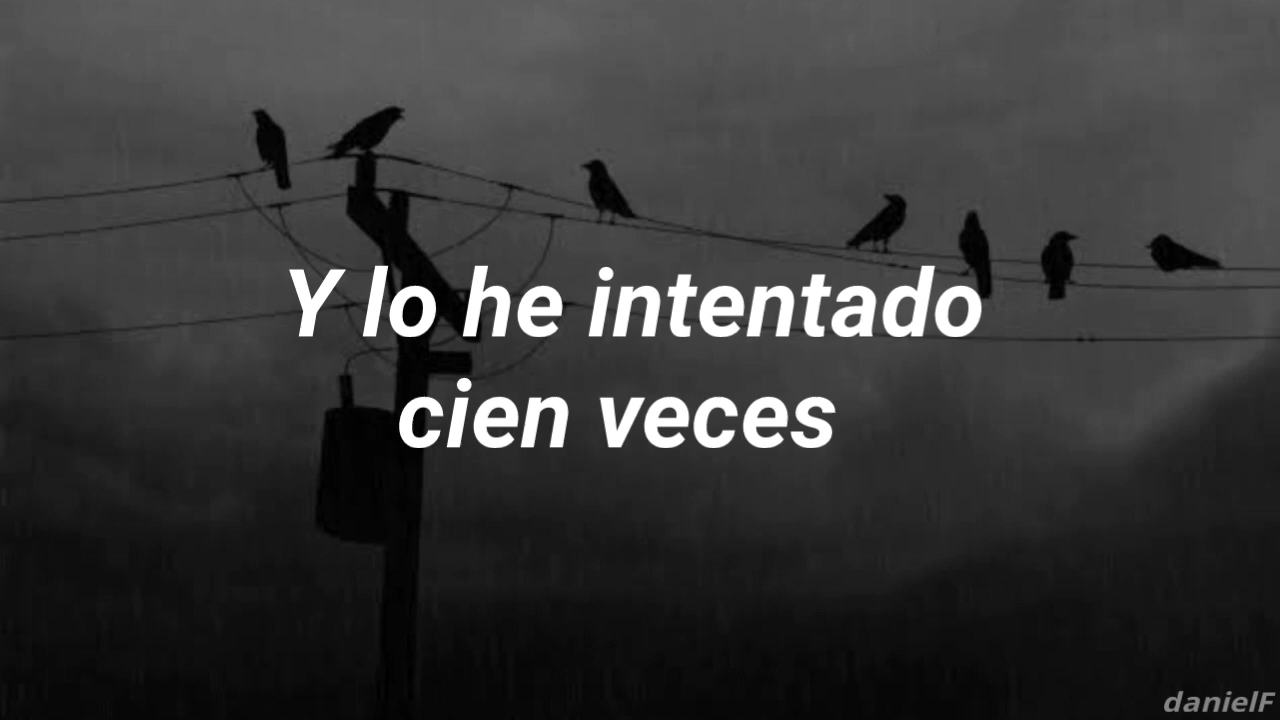 Y lo he intentado
cien veces
danielF